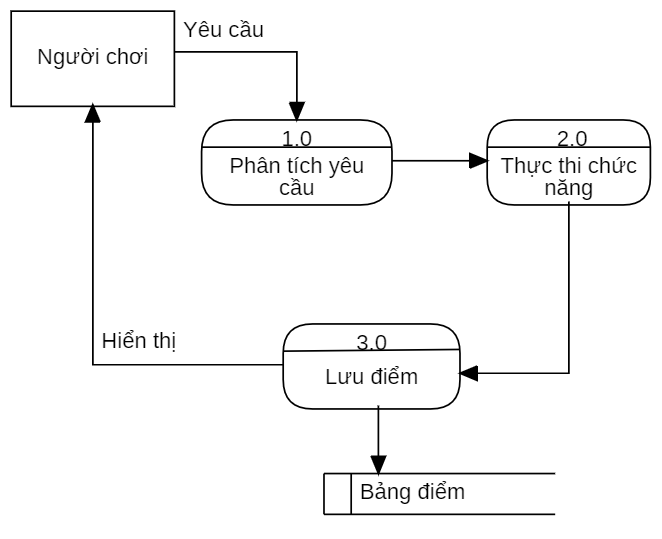 Yêu cầu
Người chơi
1.0
Phân tích yêu
cầu
2.0
Thực thi chức
năng
Hiển thị
3.0
Lưu điểm
Bảng điểm